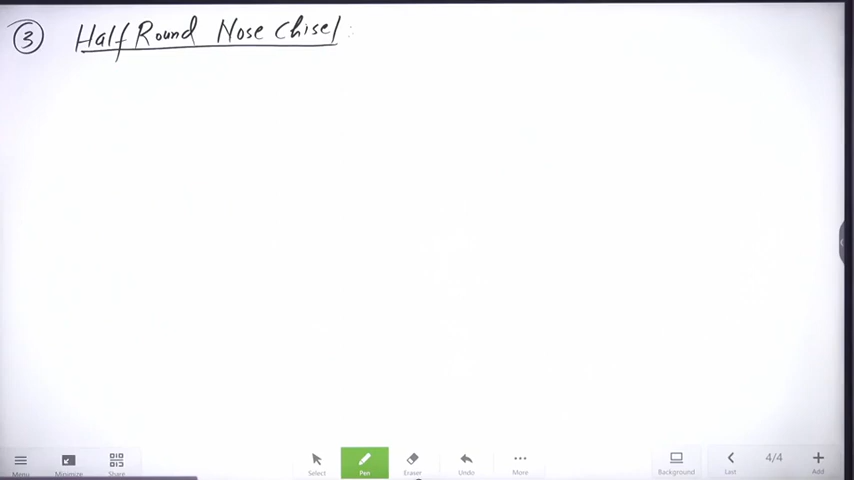 ③ Half Round Nose Chisel
Menu Minimize Share Select Pen Eraser Undo More Background Last 4/4 Add